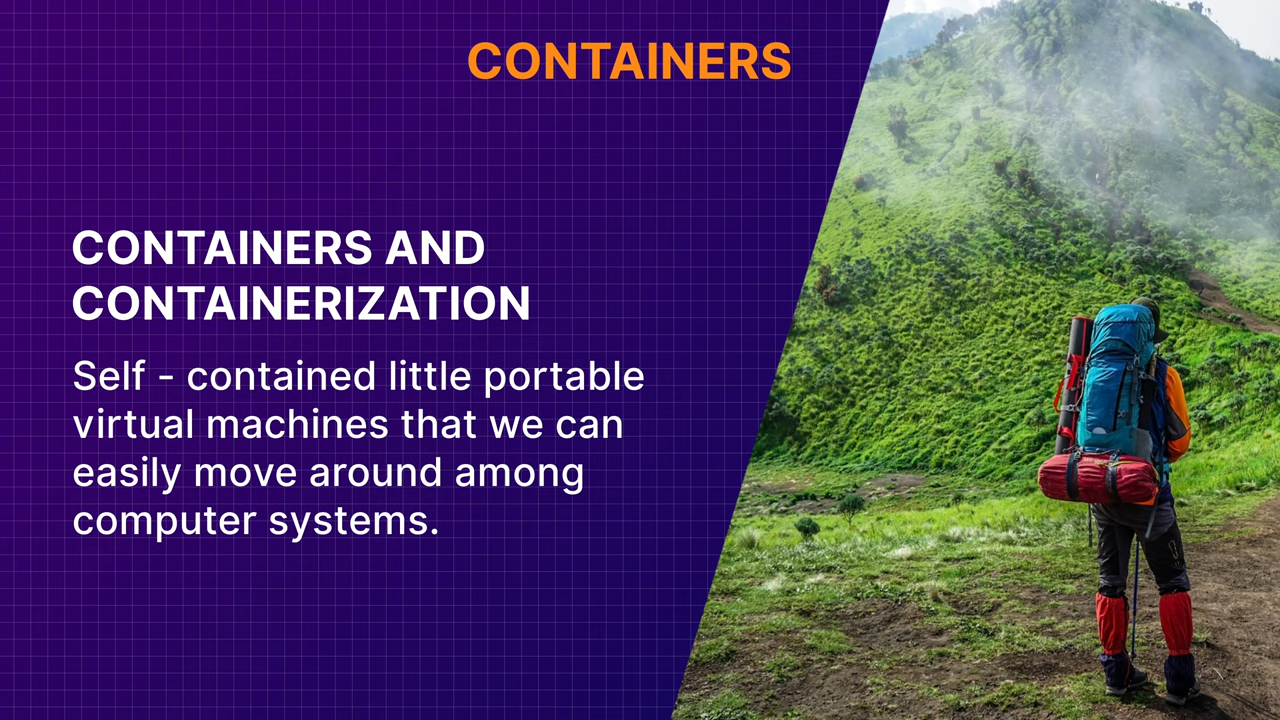 CONTAINERS
CONTAINERS AND
CONTAINERIZATION
Self - contained little portable
virtual machines that we can
easily move around among
computer systems.